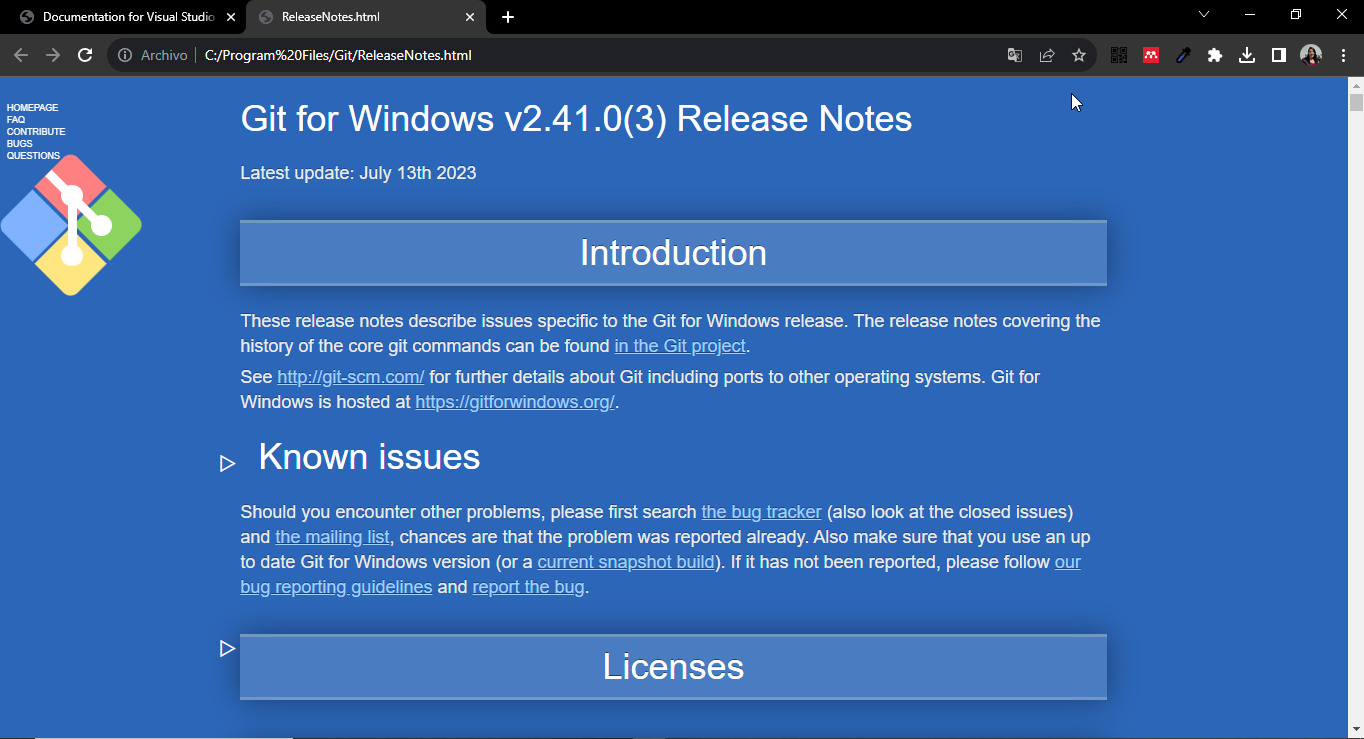 Documentation for Visual Studio
ReleaseNotes.html
Archivo
C:/Program%20Files/Git/ReleaseNotes.html
HOMEPAGE
FAQ
CONTRIBUTE
BUGS
QUESTIONS
Git for Windows v2.41.0(3) Release Notes
Latest update: July 13th 2023
Introduction
These release notes describe issues specific to the Git for Windows release. The release notes covering the
history of the core git commands can be found in the Git project.
See http://git-scm.com/ for further details about Git including ports to other operating systems. Git for
Windows is hosted at https://gitforwindows.org/.
Known issues
Should you encounter other problems, please first search the bug tracker (also look at the closed issues)
and the mailing list, chances are that the problem was reported already. Also make sure that you use an up
to date Git for Windows version (or a current snapshot build). If it has not been reported, please follow our
bug reporting guidelines and report the bug.
Licenses